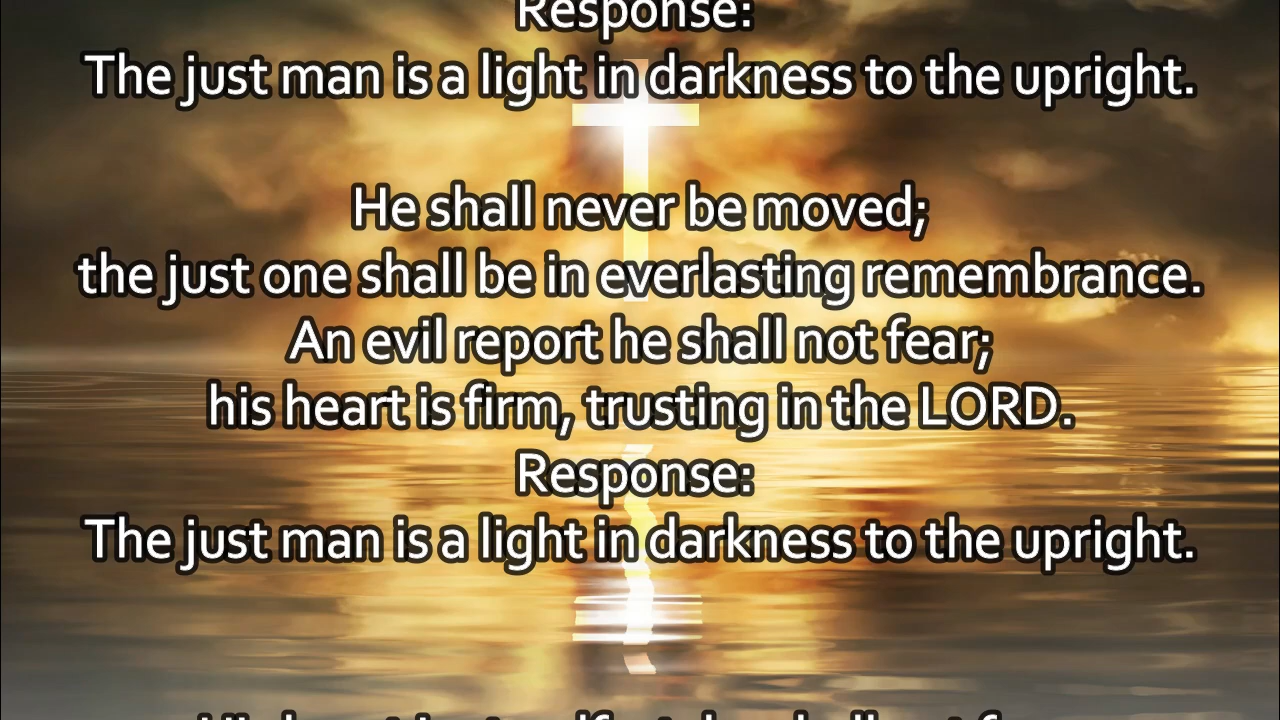 Response:
The just man is a light in darkness to the upright.
He shall never be moved;
the just one shall be in everlasting remembrance.
An evil report he shall not fear;
his heart is firm, trusting in the LORD.
Response:
The just man is a light in darkness to the upright.